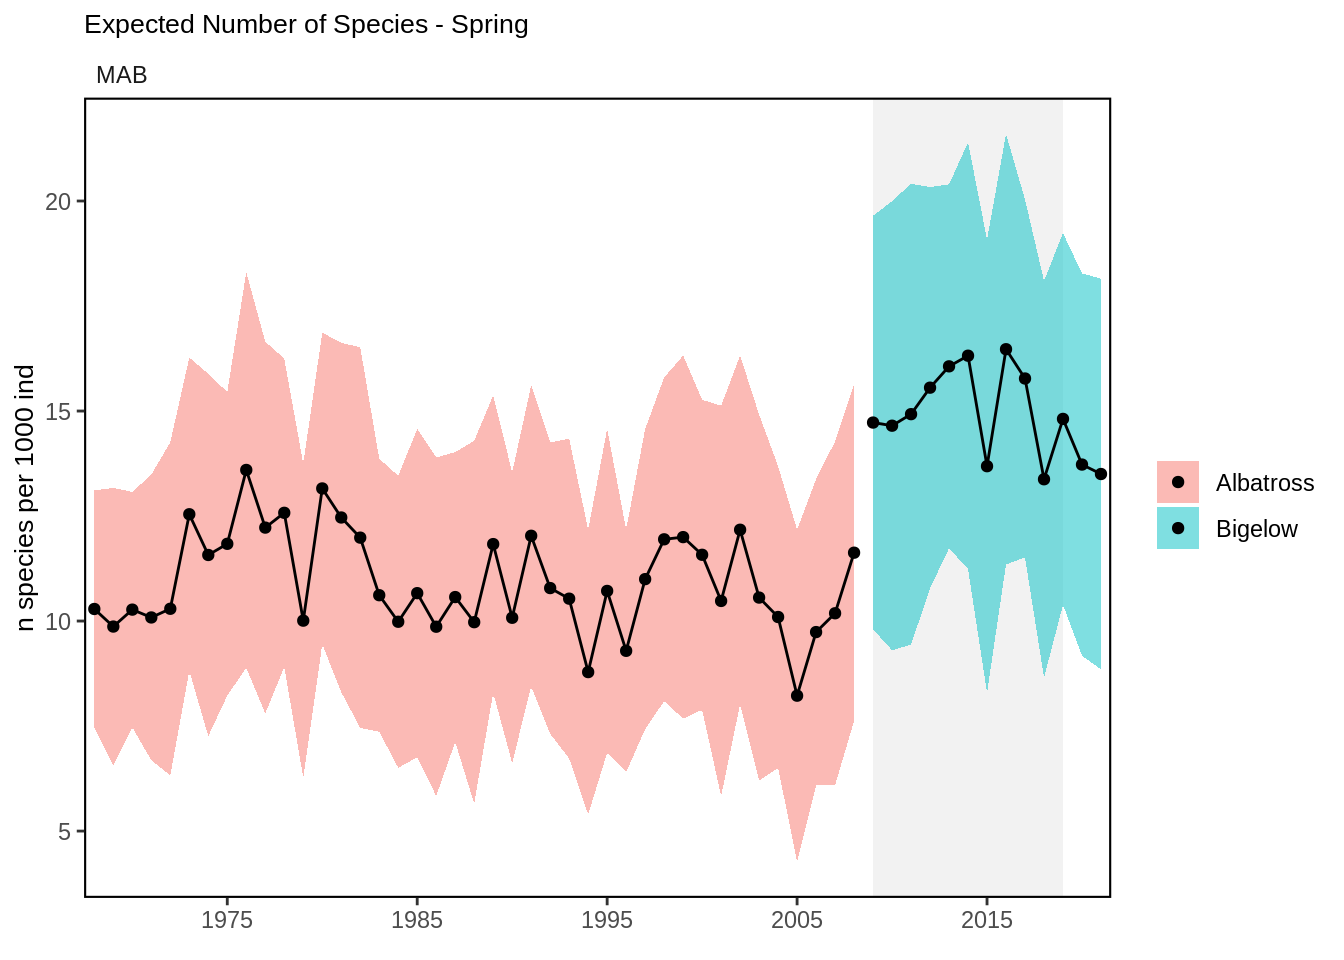 Expected Number of Species - Spring
MAB
n species per 1000 ind
20
15
10
5
1975
1985
1995
2005
2015
Albatross
Bigelow